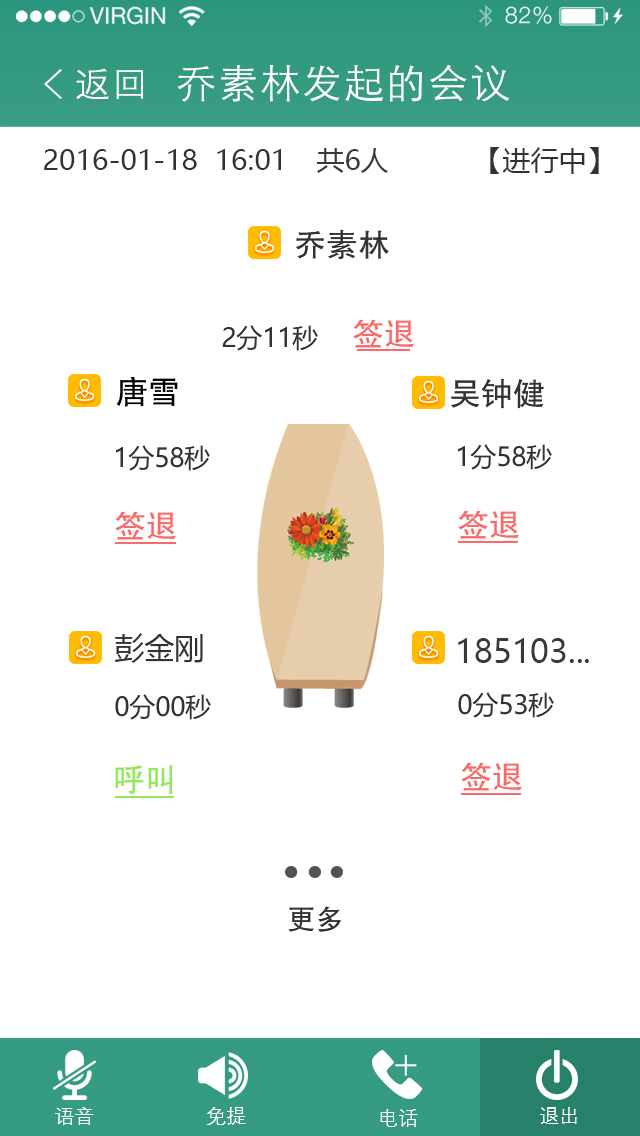 VIRGIN 82%
返回 乔素林发起的会议
2016-01-18 16:01 共6人 【进行中】
乔素林
2分11秒 签退
唐雪 吴钟健
1分58秒 1分58秒
签退 签退
彭金刚 185103...
0分00秒 0分53秒
呼叫 签退
更多
语音 免提 电话 退出